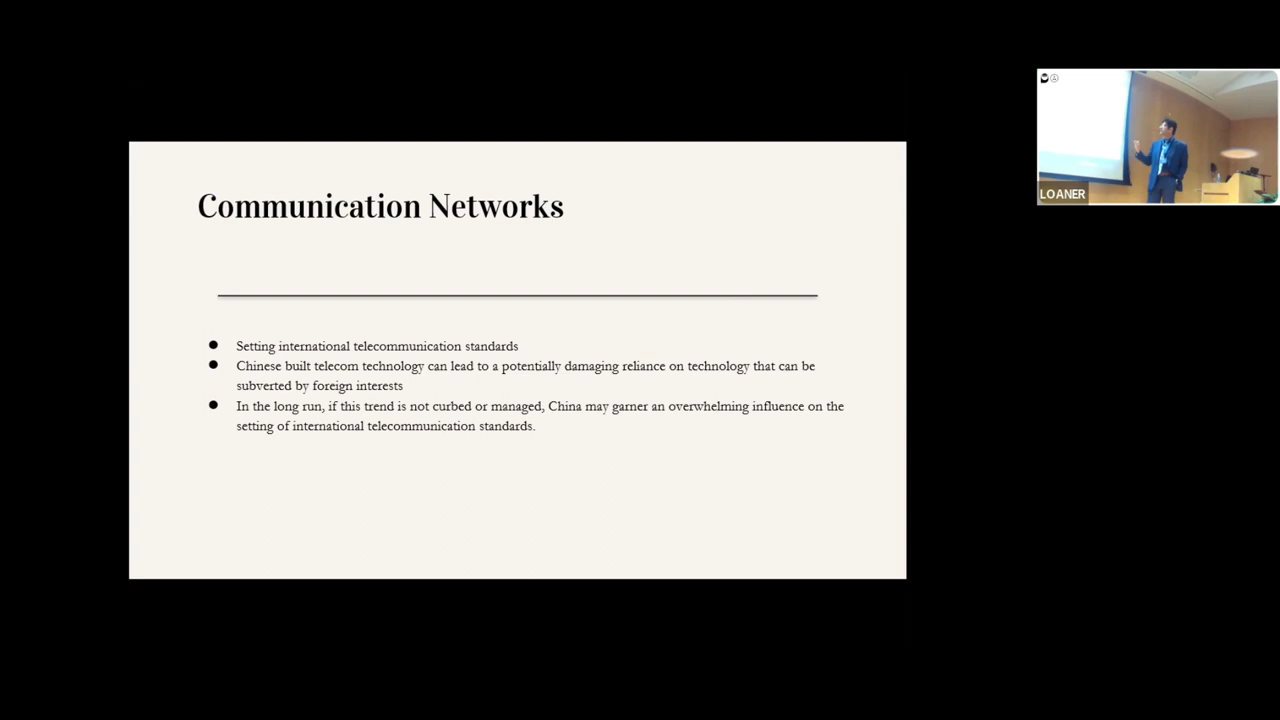 Communication Networks
Setting international telecommunication standards
Chinese built telecom technology can lead to a potentially damaging reliance on technology that can be
subverted by foreign interests
In the long run, if this trend is not curbed or managed, China may garner an overwhelming influence on the
setting of international telecommunication standards.
LOANER